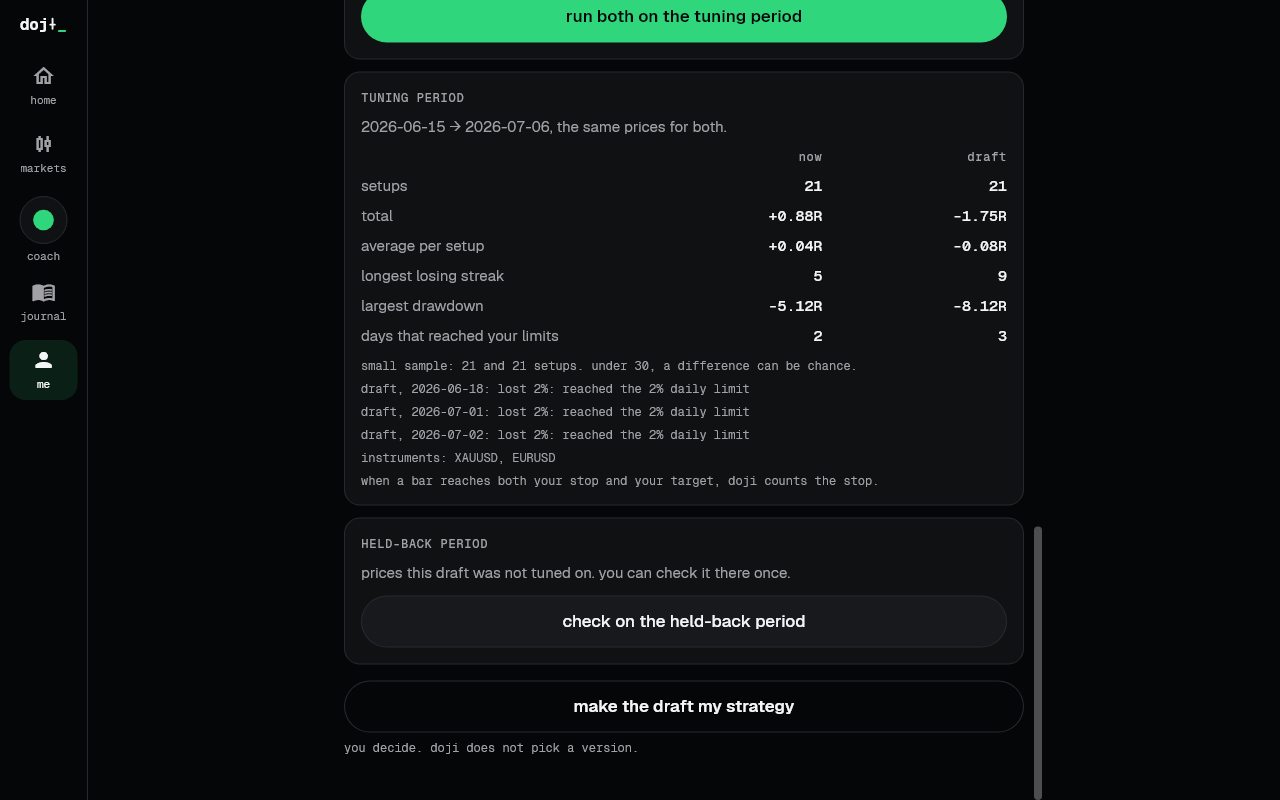 doji_
home
markets
coach
journal
me
run both on the tuning period
TUNING PERIOD
2026-06-15 → 2026-07-06, the same prices for both.
now draft
setups 21 21
total +0.88R -1.75R
average per setup +0.04R -0.08R
longest losing streak 5 9
largest drawdown -5.12R -8.12R
days that reached your limits 2 3
small sample: 21 and 21 setups. under 30, a difference can be chance.
draft, 2026-06-18: lost 2%: reached the 2% daily limit
draft, 2026-07-01: lost 2%: reached the 2% daily limit
draft, 2026-07-02: lost 2%: reached the 2% daily limit
instruments: XAUUSD, EURUSD
when a bar reaches both your stop and your target, doji counts the stop.
HELD-BACK PERIOD
prices this draft was not tuned on. you can check it there once.
check on the held-back period
make the draft my strategy
you decide. doji does not pick a version.